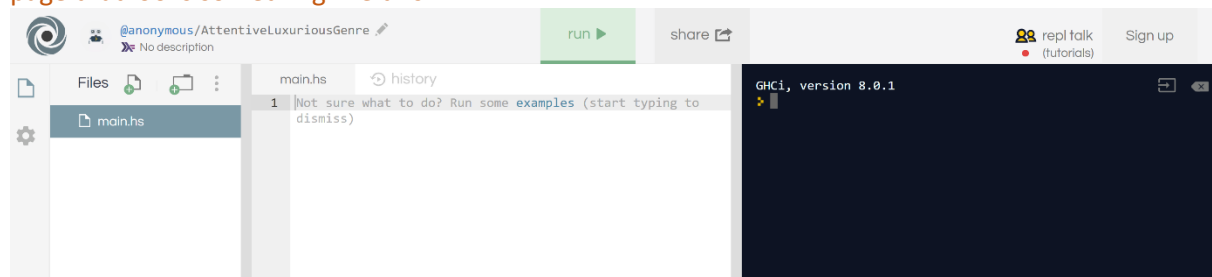 @anonymous/AttentiveLuxuriousGenre
No description
run
share
repl talk
(tutorials)
Sign up
Files
main.hs
main.hs
history
1
Not sure what to do? Run some examples (start typing to
dismiss)
GHCi, version 8.0.1